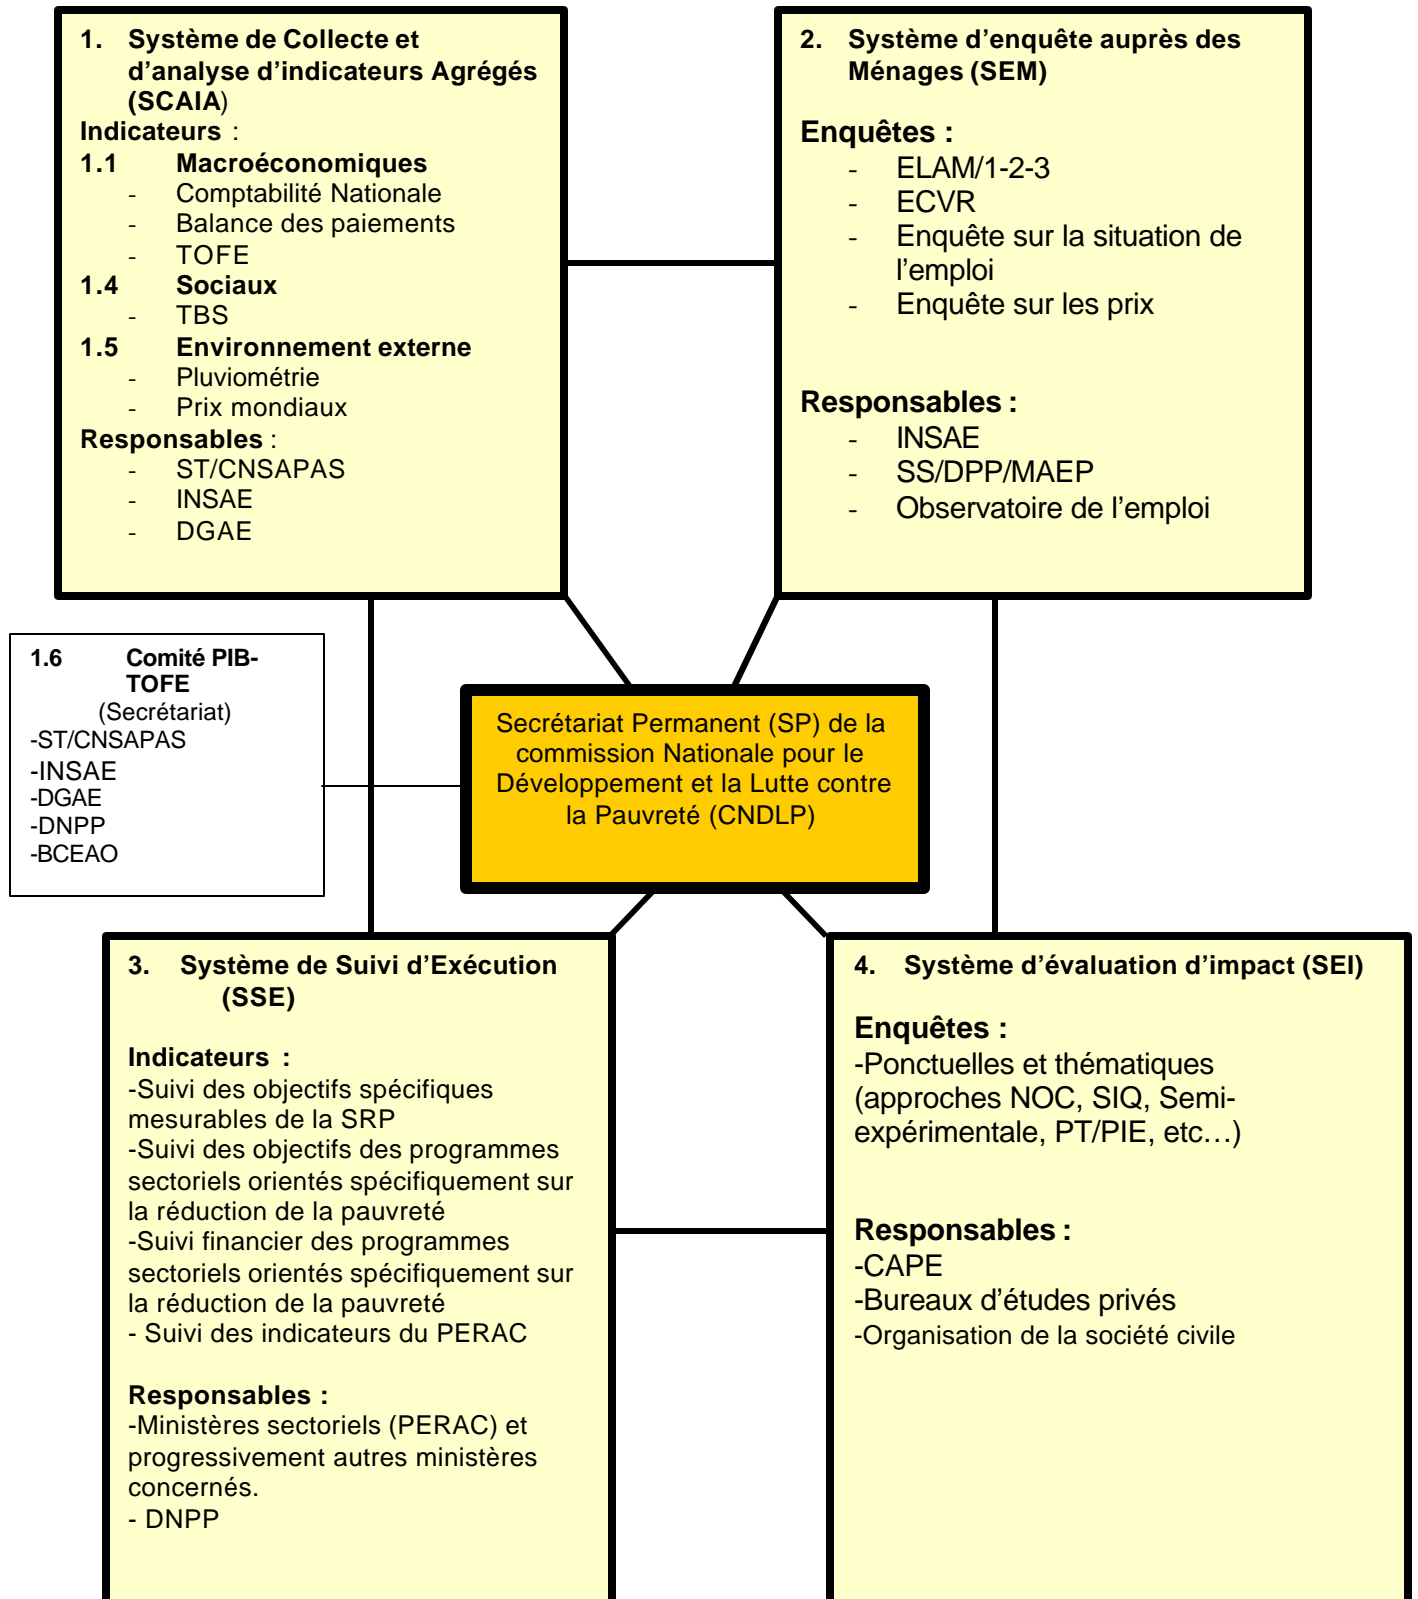 1. Système de Collecte et
d’analyse d’indicateurs Agrégés
(SCAIA)
Indicateurs :
1.1 Macroéconomiques
- Comptabilité Nationale
- Balance des paiements
- TOFE
1.4 Sociaux
- TBS
1.5 Environnement externe
- Pluviométrie
- Prix mondiaux
Responsables :
- ST/CNSAPAS
- INSAE
- DGAE
2. Système d’enquête auprès des
Ménages (SEM)
Enquêtes :
- ELAM/1-2-3
- ECVR
- Enquête sur la situation de
l’emploi
- Enquête sur les prix
Responsables :
- INSAE
- SS/DPP/MAEP
- Observatoire de l’emploi
1.6 Comité PIB-
TOFE
(Secrétariat)
-ST/CNSAPAS
-INSAE
-DGAE
-DNPP
-BCEAO
Secrétariat Permanent (SP) de la
commission Nationale pour le
Développement et la Lutte contre
la Pauvreté (CNDLP)
3. Système de Suivi d’Exécution
(SSE)
Indicateurs :
-Suivi des objectifs spécifiques
mesurables de la SRP
-Suivi des objectifs des programmes
sectoriels orientés spécifiquement sur
la réduction de la pauvreté
-Suivi financier des programmes
sectoriels orientés spécifiquement sur
la réduction de la pauvreté
- Suivi des indicateurs du PERAC
Responsables :
-Ministères sectoriels (PERAC) et
progressivement autres ministères
concernés.
- DNPP
4. Système d’évaluation d’impact (SEI)
Enquêtes :
-Ponctuelles et thématiques
(approches NOC, SIQ, Semi-
expérimentale, PT/PIE, etc…)
Responsables :
-CAPE
-Bureaux d’études privés
-Organisation de la société civile